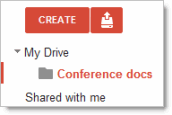 CREATE
My Drive
Conference docs
Shared with me